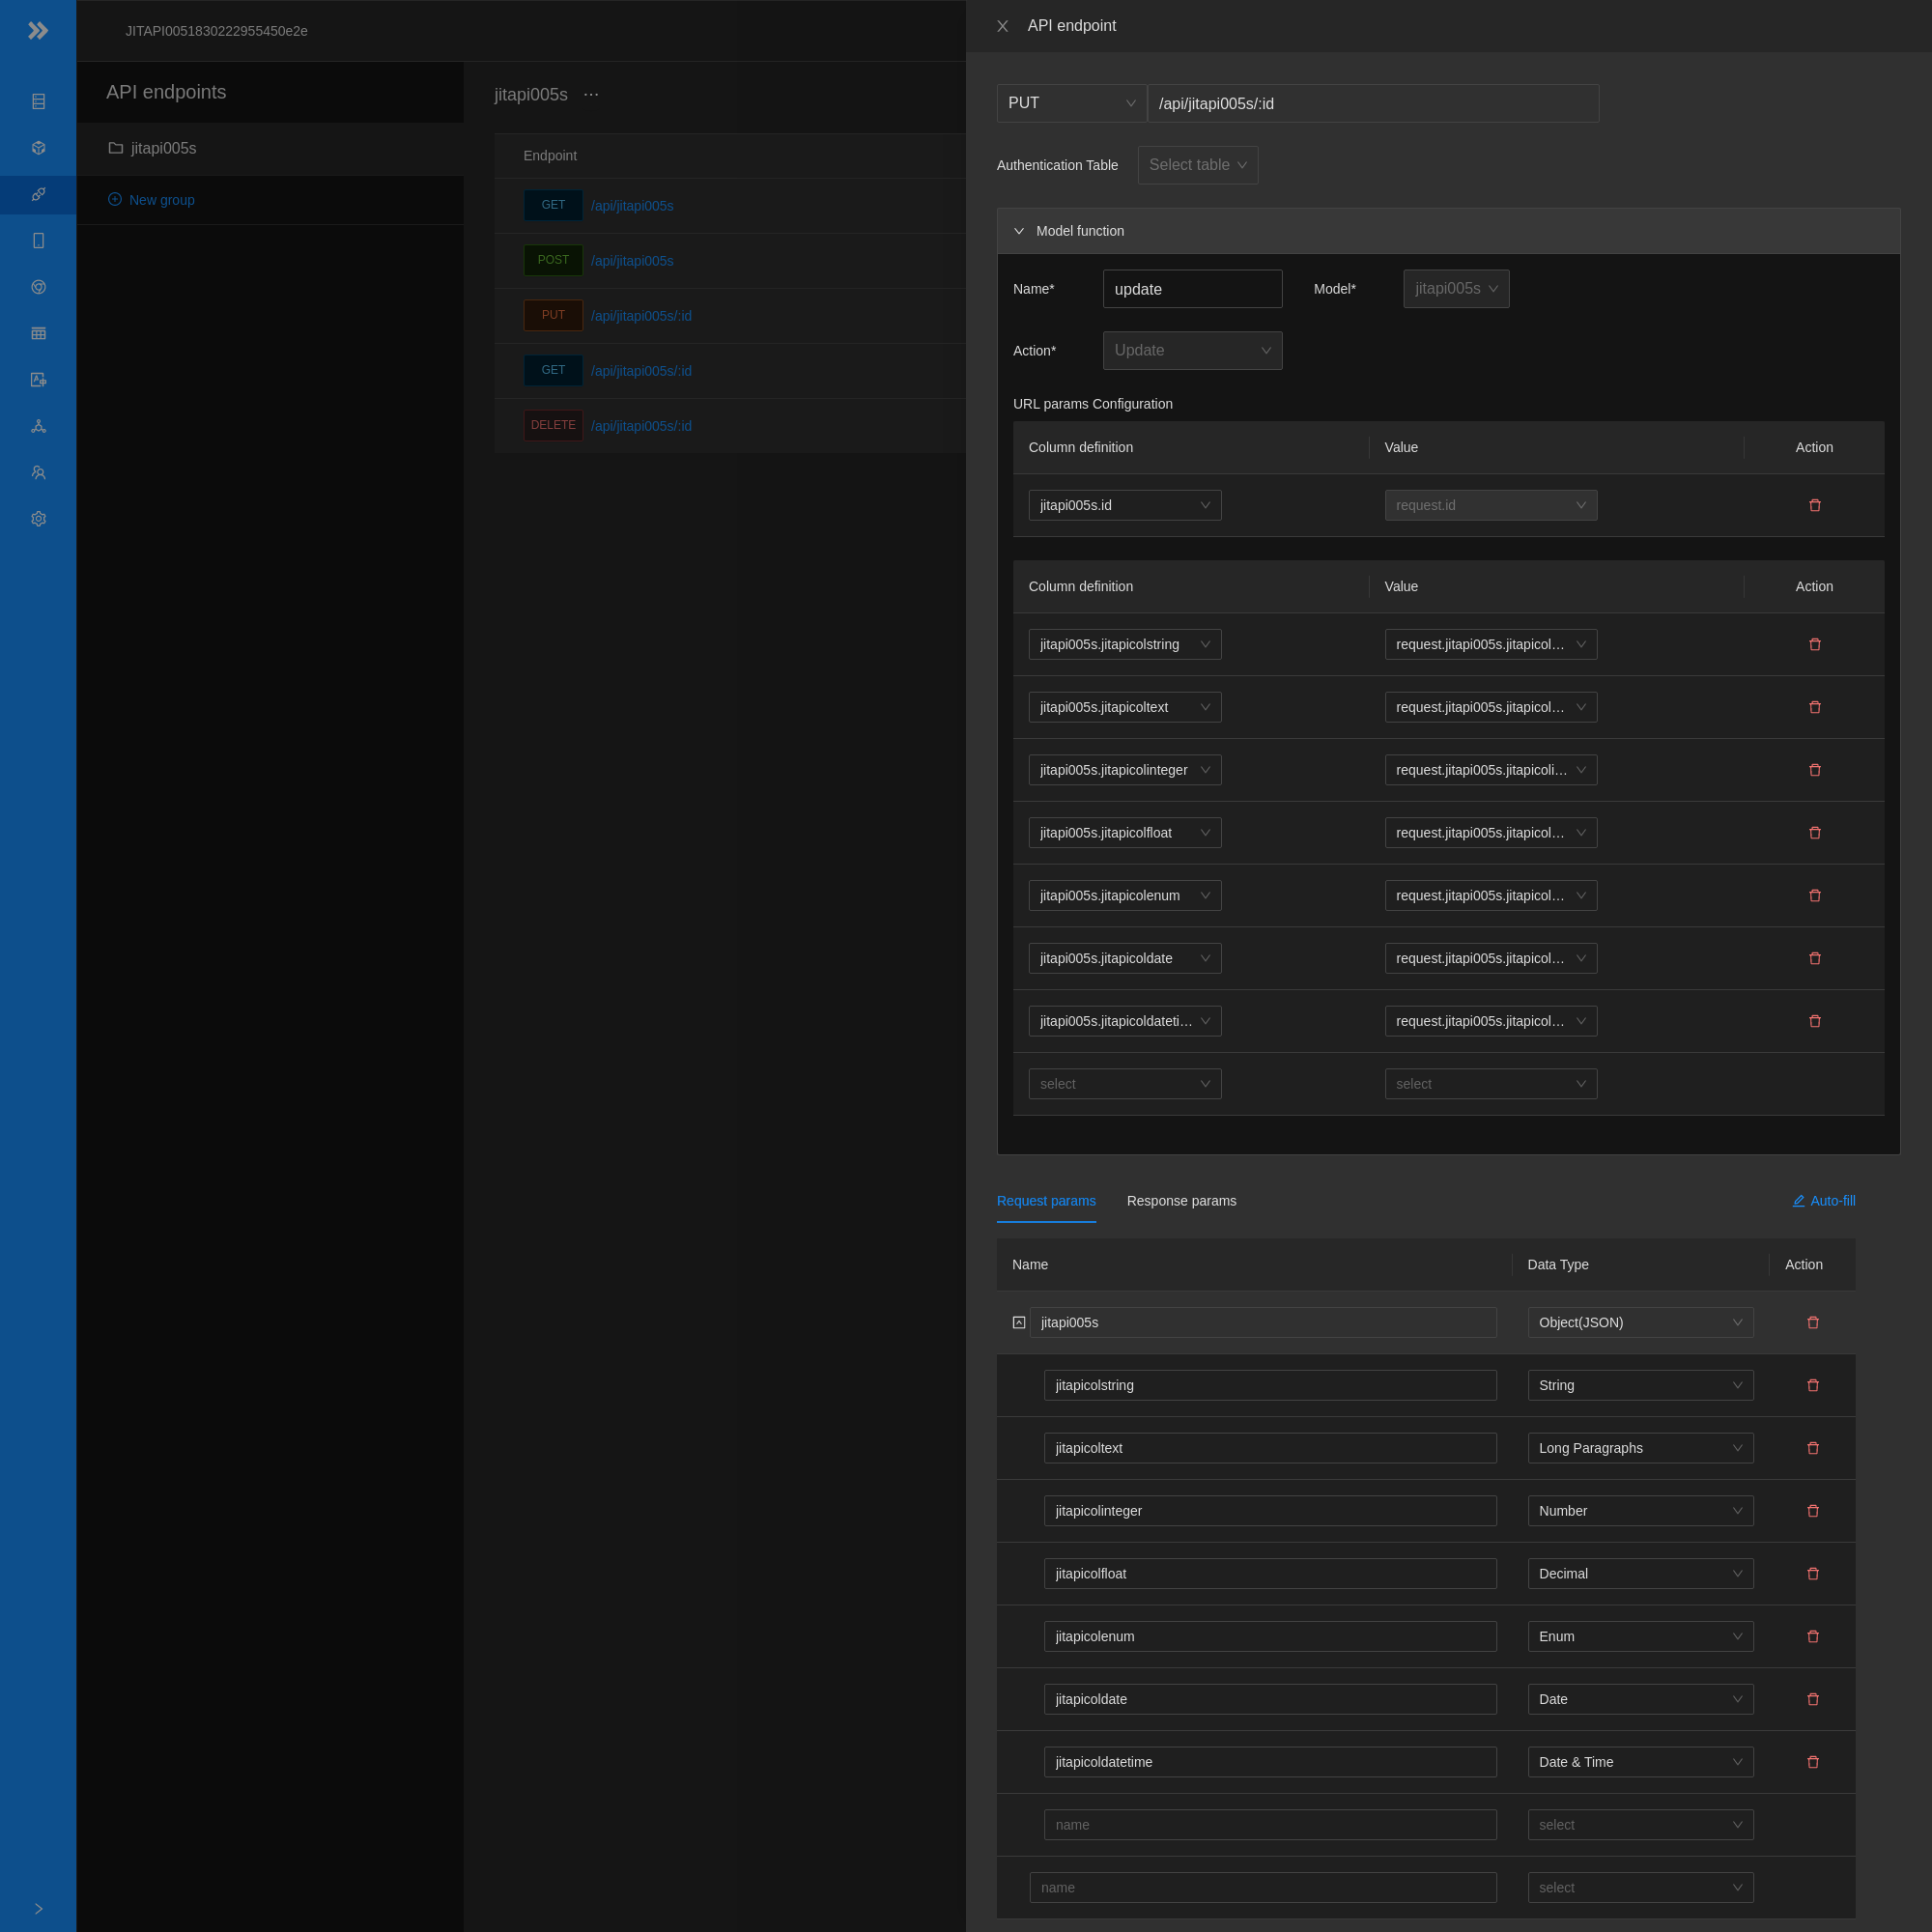 JITAPI0051830222955450e2e
API endpoints
jitapi005s
New group
jitapi005s ···
Endpoint
GET /api/jitapi005s
POST /api/jitapi005s
PUT /api/jitapi005s/:id
GET /api/jitapi005s/:id
DELETE /api/jitapi005s/:id
API endpoint
PUT /api/jitapi005s/:id
Authentication Table Select table
Model function
Name* update Model* jitapi005s
Action* Update
URL params Configuration
Column definition Value Action
jitapi005s.id request.id
Column definition Value Action
jitapi005s.jitapicolstring request.jitapi005s.jitapicol…
jitapi005s.jitapicoltext request.jitapi005s.jitapicol…
jitapi005s.jitapicolinteger request.jitapi005s.jitapicoli…
jitapi005s.jitapicolfloat request.jitapi005s.jitapicol…
jitapi005s.jitapicolenum request.jitapi005s.jitapicol…
jitapi005s.jitapicoldate request.jitapi005s.jitapicol…
jitapi005s.jitapicoldateti… request.jitapi005s.jitapicol…
select select
Request params Response params Auto-fill
Name Data Type Action
jitapi005s Object(JSON)
jitapicolstring String
jitapicoltext Long Paragraphs
jitapicolinteger Number
jitapicolfloat Decimal
jitapicolenum Enum
jitapicoldate Date
jitapicoldatetime Date & Time
name select
name select